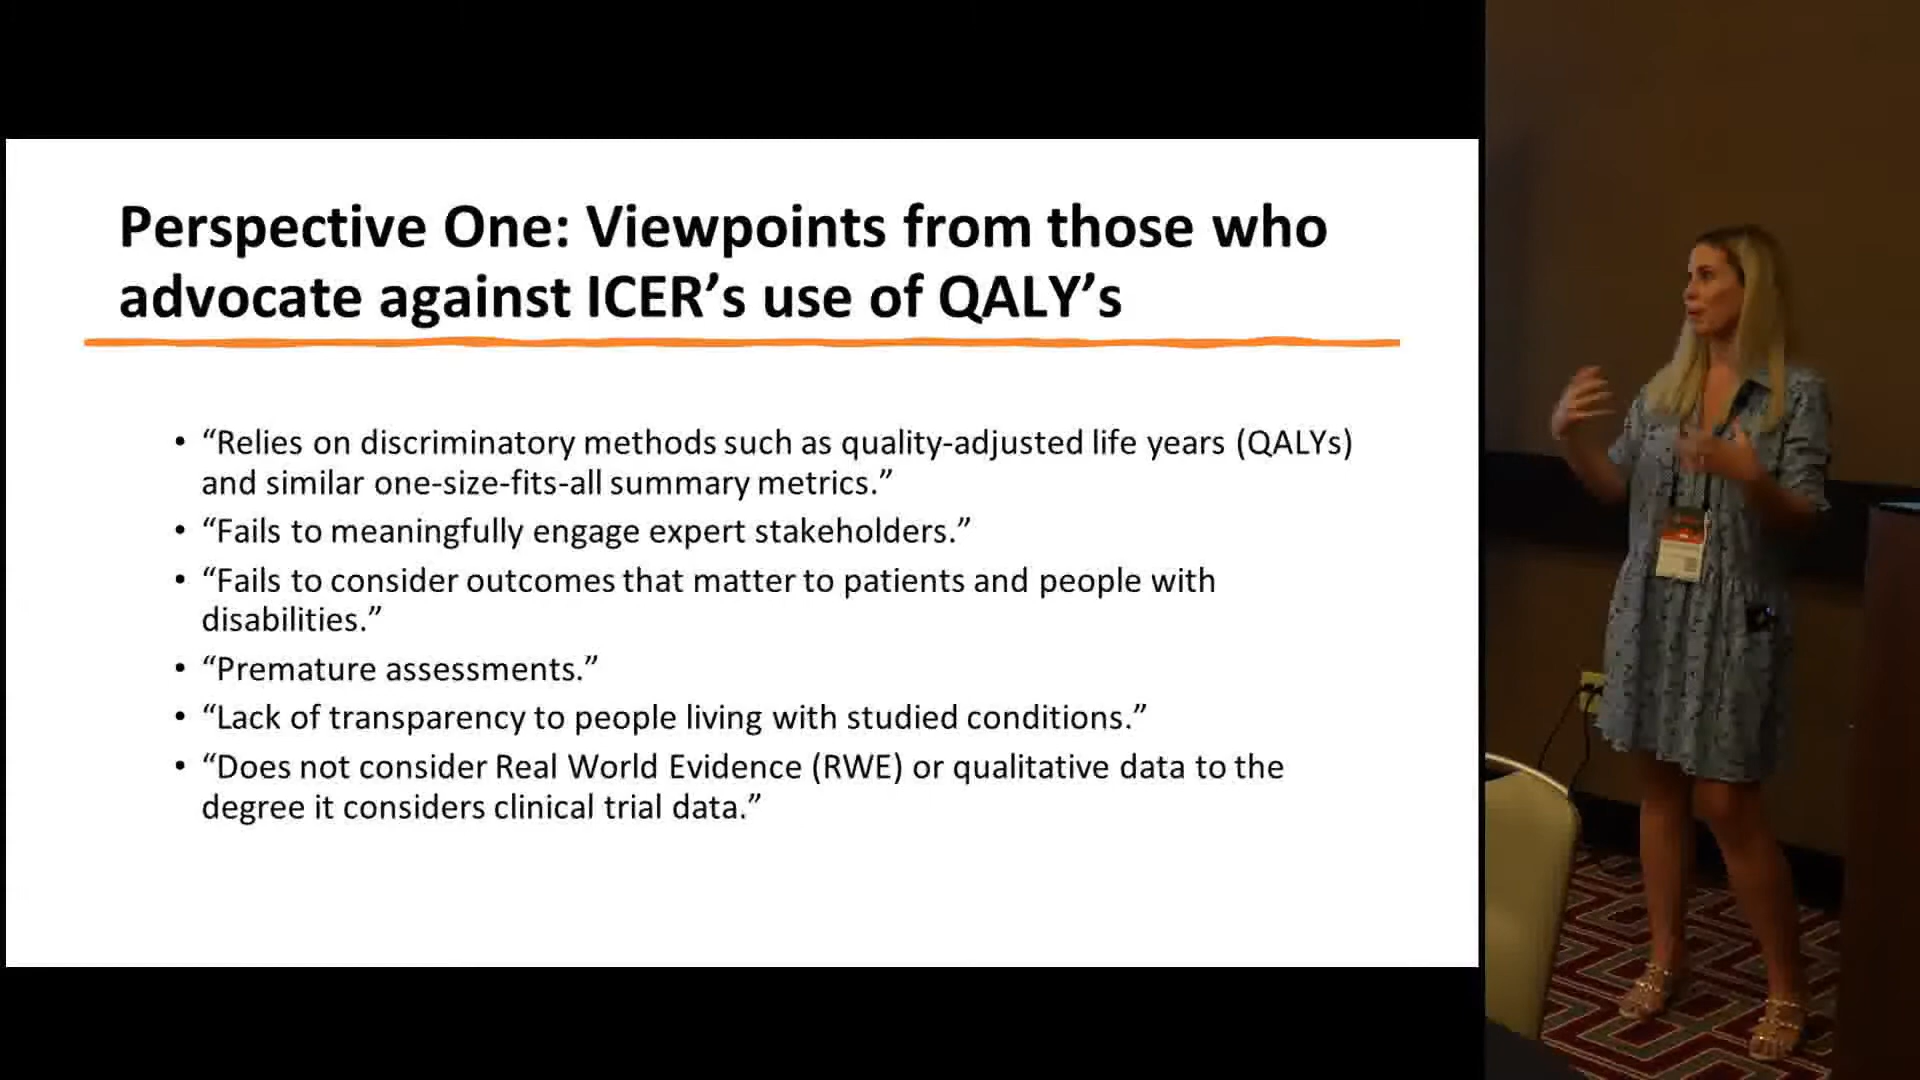 Perspective One: Viewpoints from those who
advocate against ICER’s use of QALY’s
• “Relies on discriminatory methods such as quality-adjusted life years (QALYs)
and similar one-size-fits-all summary metrics.”
• “Fails to meaningfully engage expert stakeholders.”
• “Fails to consider outcomes that matter to patients and people with
disabilities.”
• “Premature assessments.”
• “Lack of transparency to people living with studied conditions.”
• “Does not consider Real World Evidence (RWE) or qualitative data to the
degree it considers clinical trial data.”